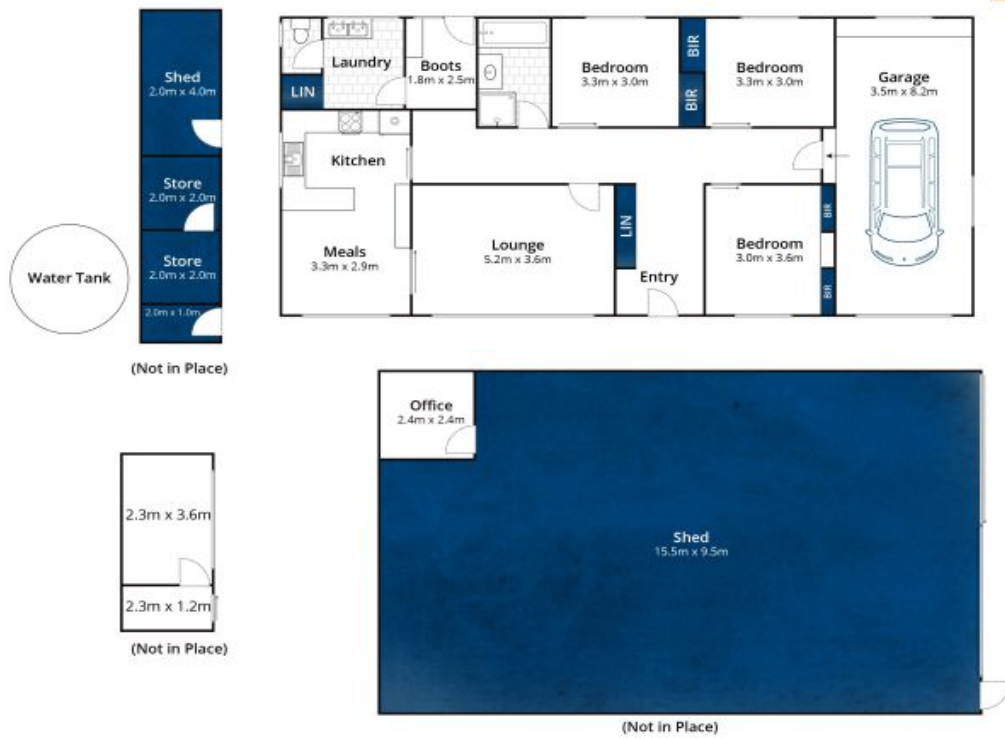 Shed
2.0m x 4.0m
Store
2.0m x 2.0m
Store
2.0m x 2.0m
2.0m x 1.0m
(Not in Place)
Water Tank
LIN
Laundry
Boots
1.8m x 2.5m
Bedroom
3.3m x 3.0m
BIR
BIR
Bedroom
3.3m x 3.0m
Garage
3.5m x 8.2m
Kitchen
Meals
3.3m x 2.9m
Lounge
5.2m x 3.6m
LIN
Entry
Bedroom
3.0m x 3.6m
BIR
BIR
2.3m x 3.6m
2.3m x 1.2m
(Not in Place)
Office
2.4m x 2.4m
Shed
15.5m x 9.5m
(Not in Place)